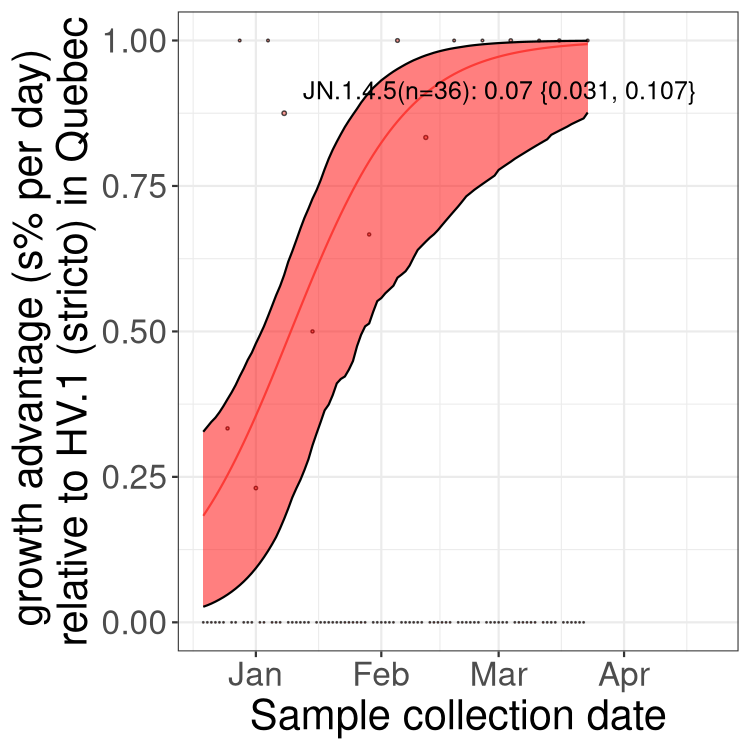 growth advantage (s% per day)
relative to HV.1 (stricto) in Quebec
1.00
0.75
0.50
0.25
0.00
JN.1.4.5(n=36): 0.07 {0.031, 0.107}
Jan Feb Mar Apr
Sample collection date